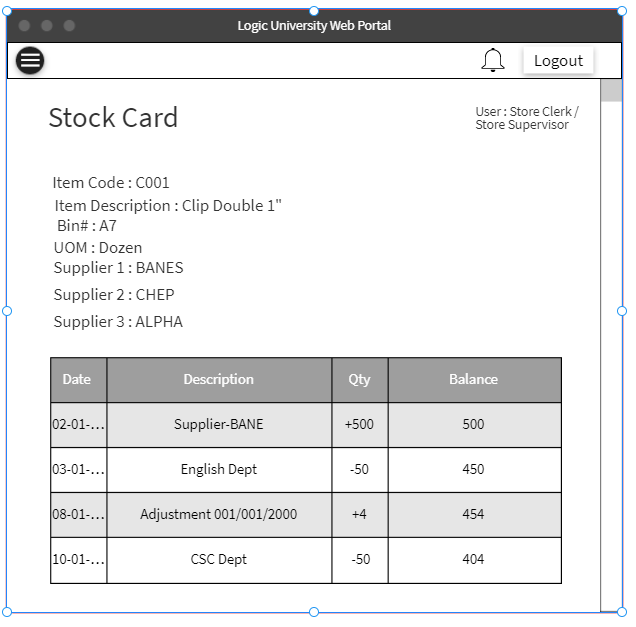 Logic University Web Portal
Logout
Stock Card
User : Store Clerk /
Store Supervisor
Item Code : C001
Item Description : Clip Double 1"
Bin# : A7
UOM : Dozen
Supplier 1 : BANES
Supplier 2 : CHEP
Supplier 3 : ALPHA
Date Description Qty Balance
02-01-... Supplier-BANE +500 500
03-01-... English Dept -50 450
08-01-... Adjustment 001/001/2000 +4 454
10-01-... CSC Dept -50 404